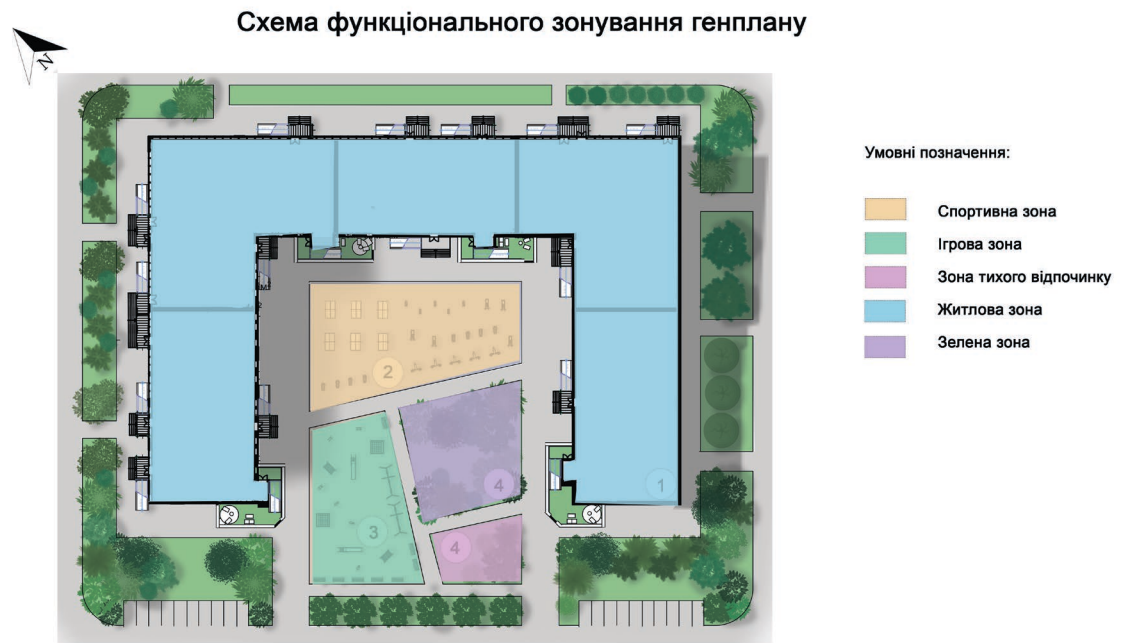 Схема функціонального зонування генплану
N
Умовні позначення:
Спортивна зона
Ігрова зона
Зона тихого відпочинку
Житлова зона
Зелена зона
2
4
1
3
4